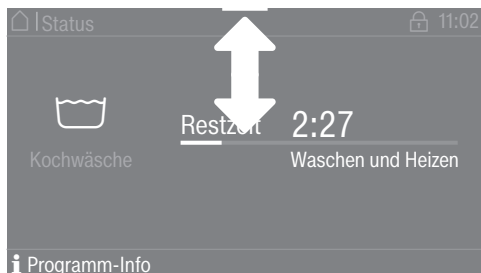 Status 11:02
Restzeit 2:27
Kochwäsche Waschen und Heizen
i Programm-Info